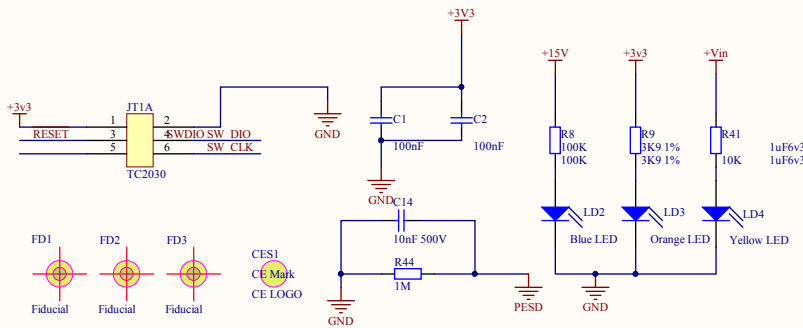 +3V3
+15V
+3v3
+Vin
+3v3
JT1A
1
2
3
4
5
6
RESET
SWDIO SW_DIO
SW_CLK
TC2030
GND
C1
100nF
C2
100nF
GND
R8
100K
100K
R9
3K9 1%
3K9 1%
R41
10K
1uF6v3
1uF6v3
LD2
Blue LED
LD3
Orange LED
LD4
Yellow LED
C14
10nF 500V
R44
1M
GND
PESD
GND
FD1
FD2
FD3
Fiducial
Fiducial
Fiducial
CES1
CE Mark
CE LOGO